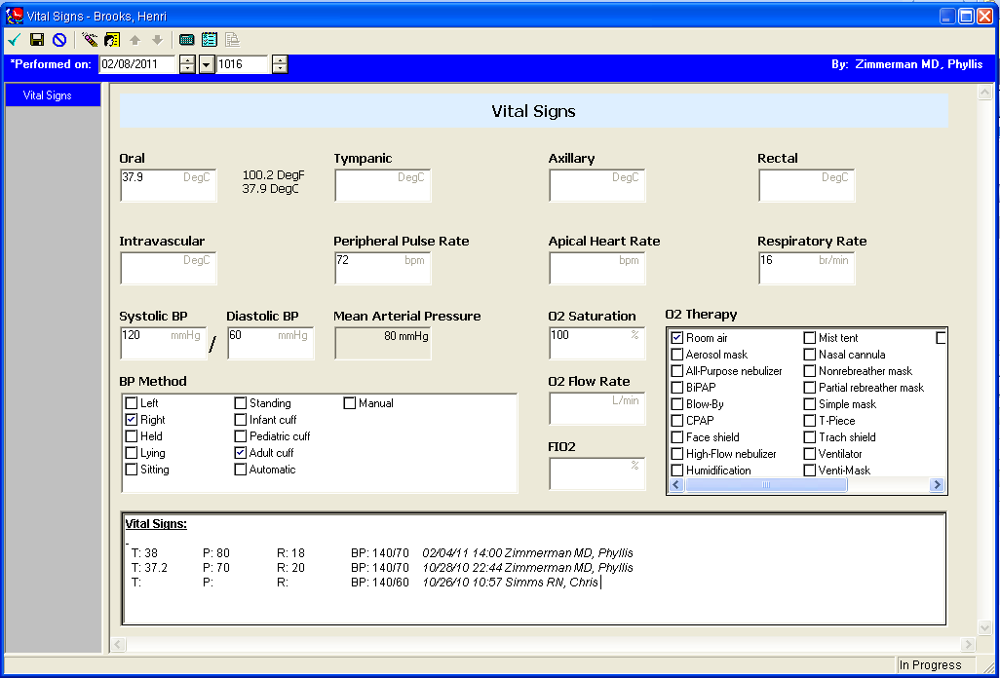 Vital Signs - Brooks, Henri
*Performed on: 02/08/2011 1016 By: Zimmerman MD, Phyllis
Vital Signs
Vital Signs
Oral Tympanic Axillary Rectal
37.9 DegC 100.2 DegF DegC DegC DegC
37.9 DegC
Intravascular Peripheral Pulse Rate Apical Heart Rate Respiratory Rate
DegC 72 bpm bpm 16 br/min
Systolic BP Diastolic BP Mean Arterial Pressure O2 Saturation O2 Therapy
120 mmHg / 60 mmHg 80 mmHg 100 %
Room air Mist tent
Aerosol mask Nasal cannula
All-Purpose nebulizer Nonrebreather mask
BiPAP Partial rebreather mask
Blow-By Simple mask
CPAP T-Piece
Face shield Trach shield
High-Flow nebulizer Ventilator
Humidification Venti-Mask
BP Method
Left Standing Manual
Right Infant cuff
Held Pediatric cuff
Lying Adult cuff
Sitting Automatic
O2 Flow Rate
L/min
FIO2
%
Vital Signs:
-
T: 38 P: 80 R: 18 BP: 140/70 02/04/11 14:00 Zimmerman MD, Phyllis
T: 37.2 P: 70 R: 20 BP: 140/70 10/28/10 22:44 Zimmerman MD, Phyllis
T: P: R: BP: 140/60 10/26/10 10:57 Simms RN, Chris
In Progress